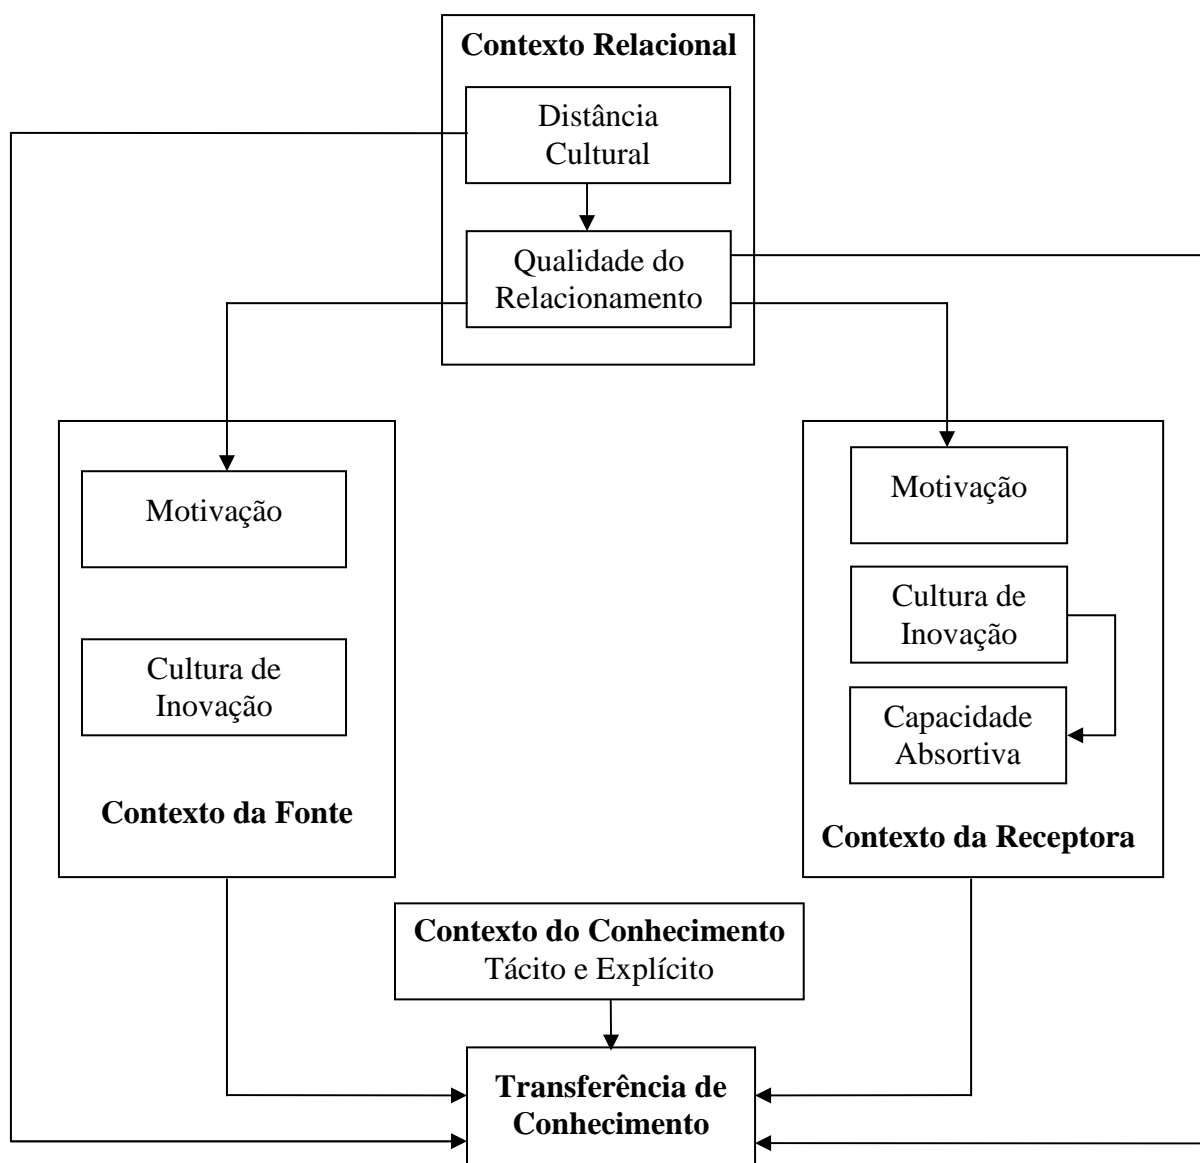 Contexto Relacional
Distância
Cultural
Qualidade do
Relacionamento
Motivação
Cultura de
Inovação
Contexto da Fonte
Motivação
Cultura de
Inovação
Capacidade
Absortiva
Contexto da Receptora
Contexto do Conhecimento
Tácito e Explícito
Transferência de
Conhecimento